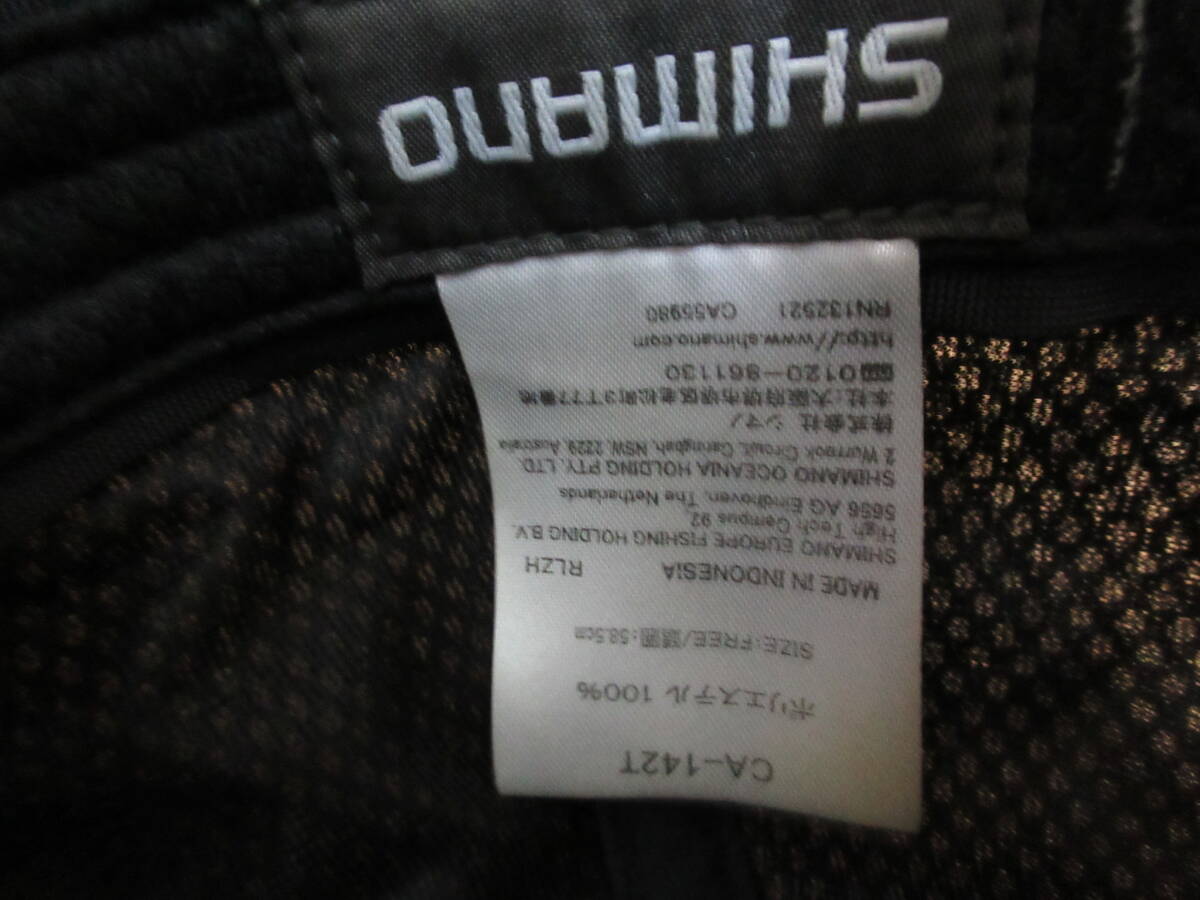 SHIMANO
CA-142T
ポリエステル 100%
SIZE:FREE/頭囲:58.5cm
MADE IN INDONESIA RLZH
SHIMANO EUROPE FISHING HOLDING B.V.
High Tech Campus 92,
5656 AG Eindhoven, The Netherlands
SHIMANO OCEANIA HOLDING PTY. LTD.
2 Wurrook Circuit, Caringbah, NSW, 2229, Australia
株式会社 シマノ
本社:大阪府堺市堺区老松町3丁77番地
0120-861130
http://www.shimano.com
RN132521 CA55980